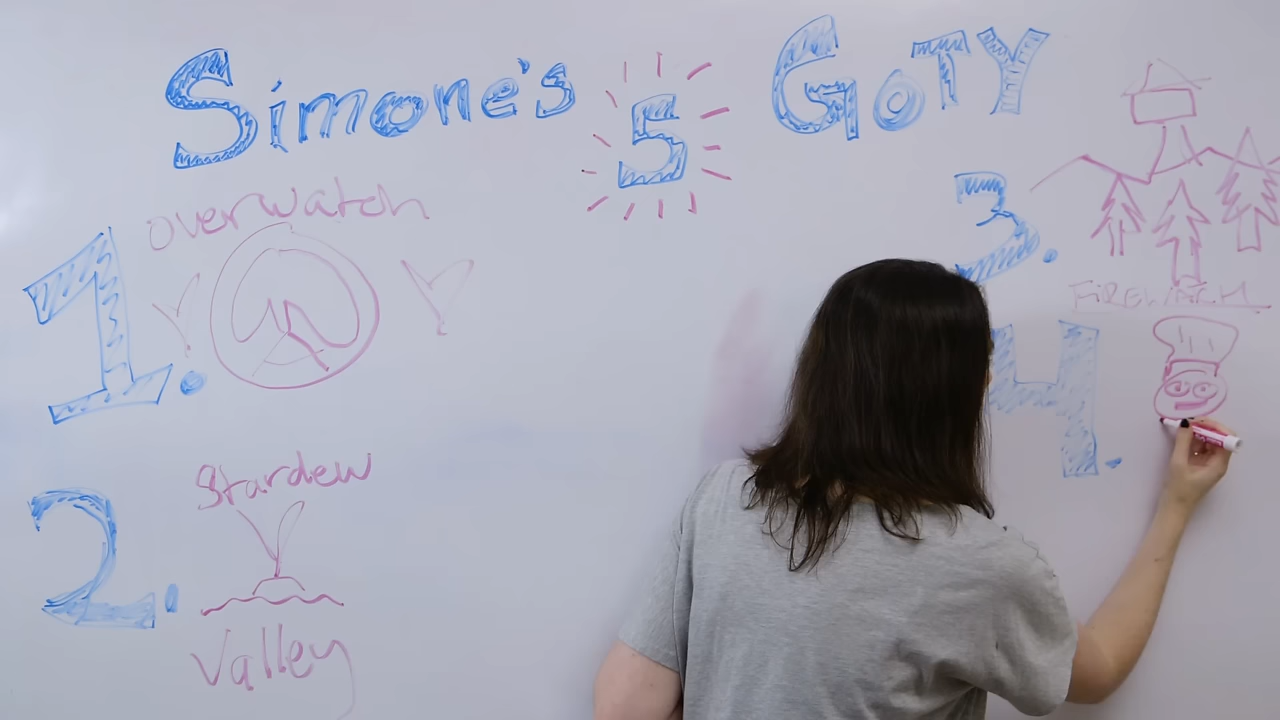 Simone's 5 GoTY
1.
overwatch
2.
Stardew
Valley
3.
FiREWATCH
4.